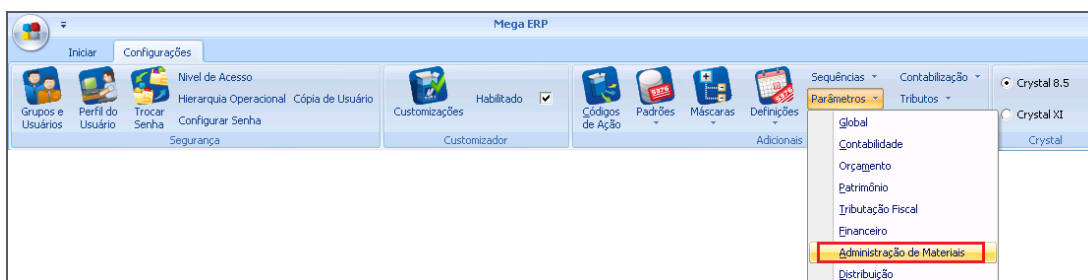 Mega ERP
Iniciar Configurações
Grupos e Usuários
Perfil do Usuário
Trocar Senha
Nivel de Acesso
Hierarquia Operacional Cópia de Usuário
Configurar Senha
Segurança
Customizações
Habilitado
Customizador
Códigos de Ação
Padrões
Máscaras
Definições
Sequências
Contabilização
Parâmetros
Tributos
Adicionais
Crystal 8.5
Crystal XI
Crystal
Global
Contabilidade
Orçamento
Patrimônio
Tributação Fiscal
Financeiro
Administração de Materiais
Distribuição